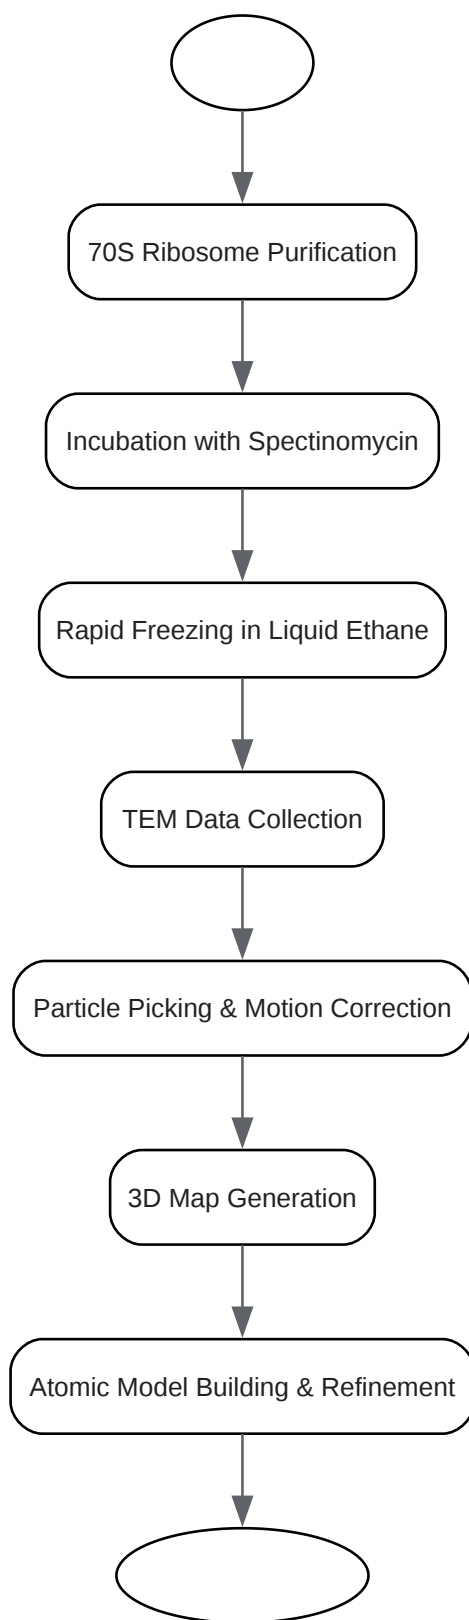 70S Ribosome Purification
Incubation with Spectinomycin
Rapid Freezing in Liquid Ethane
TEM Data Collection
Particle Picking & Motion Correction
3D Map Generation
Atomic Model Building & Refinement